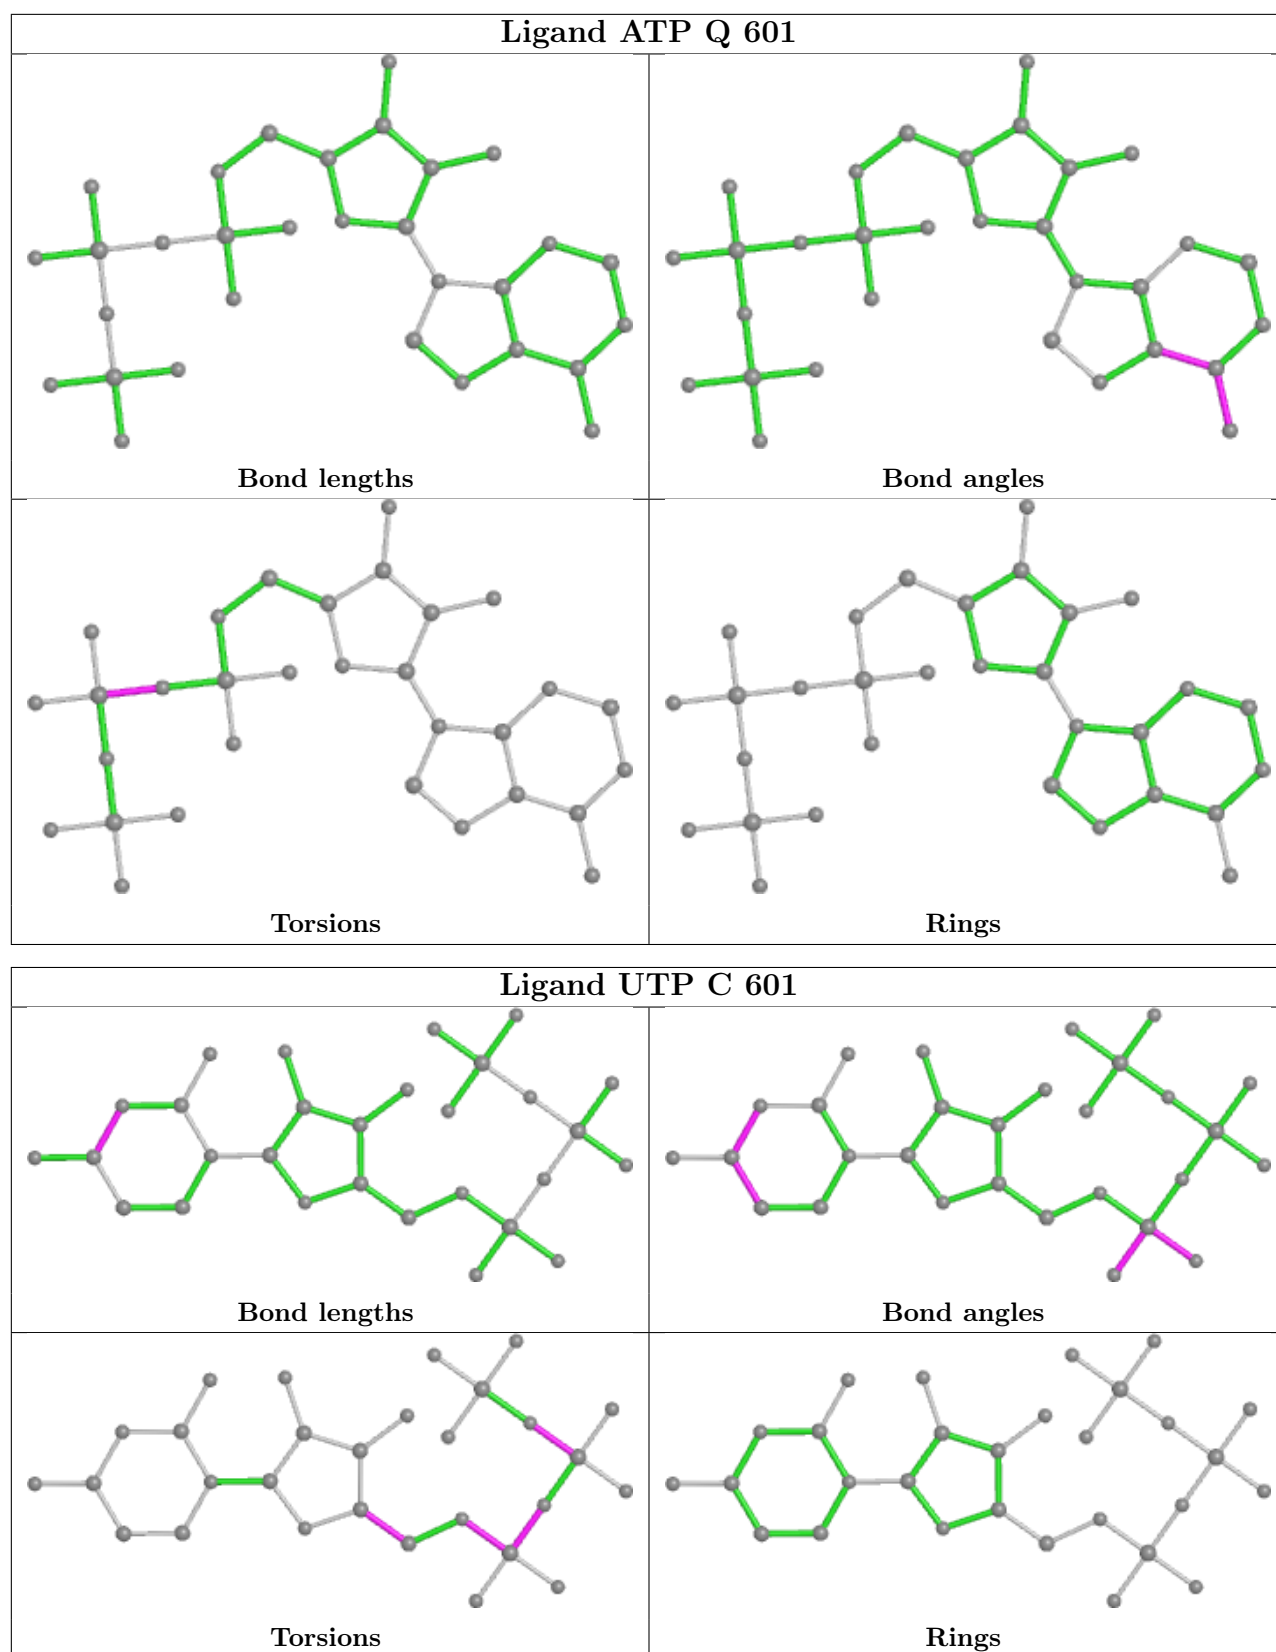 Ligand ATP Q 601
Bond lengths
Bond angles
Torsions
Rings
Ligand UTP C 601
Bond lengths
Bond angles
Torsions
Rings